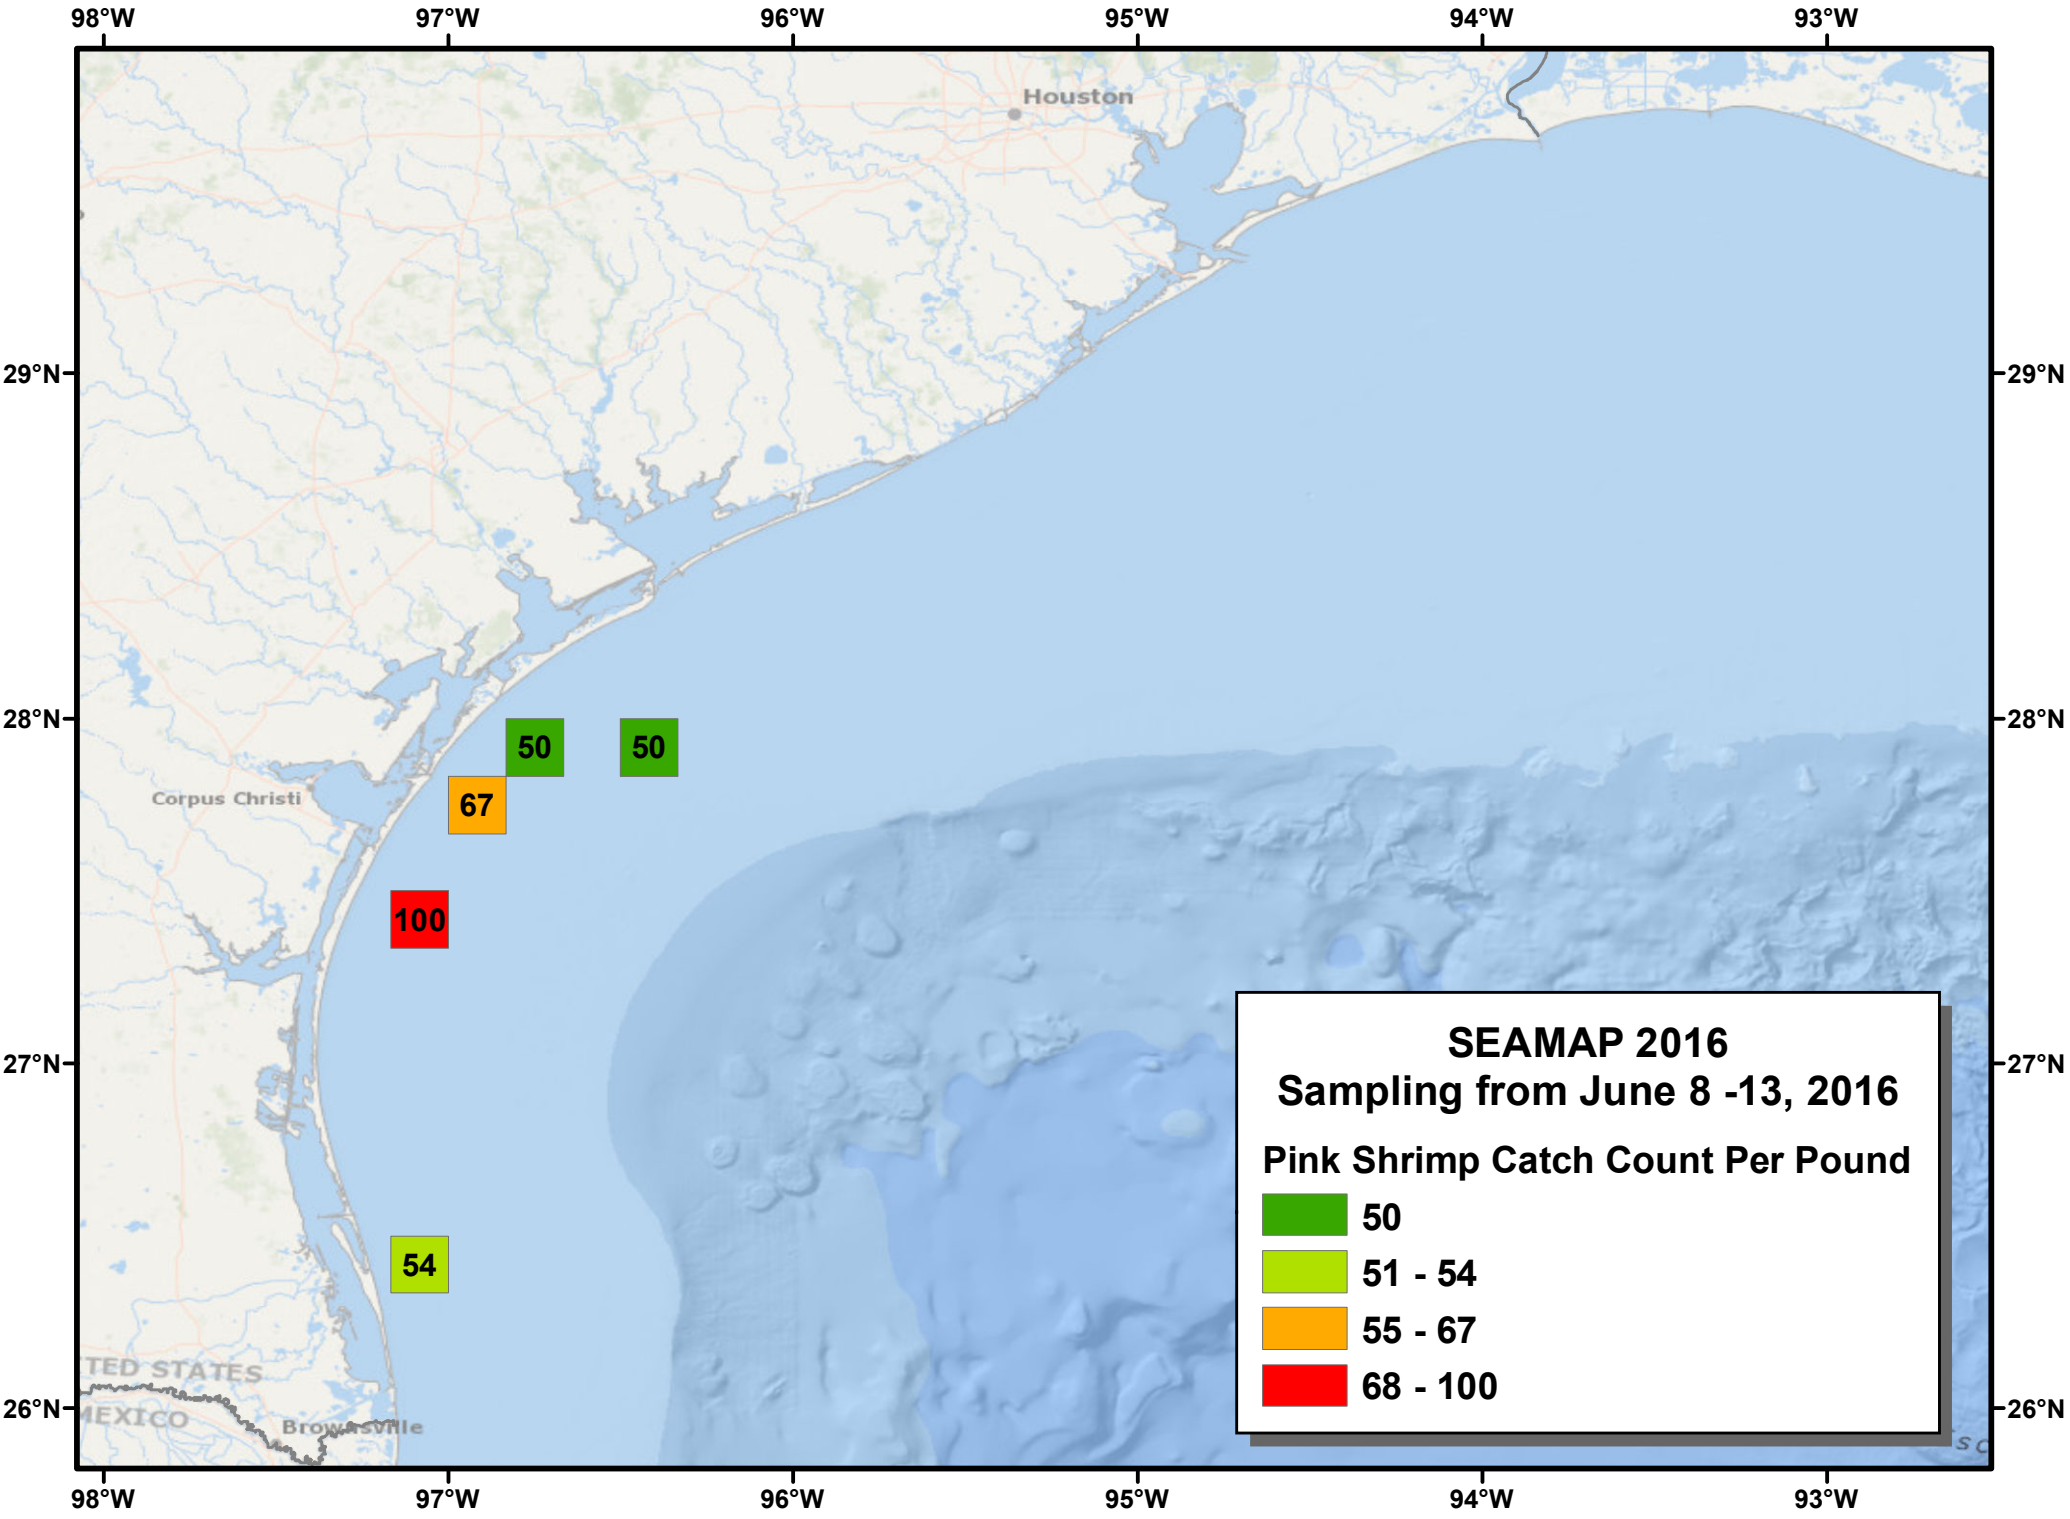 98°W 97°W 96°W 95°W 94°W 93°W
Houston
29°N 29°N
28°N 28°N
50 50
67
Corpus Christi
100
27°N 27°N
SEAMAP 2016
Sampling from June 8 -13, 2016
Pink Shrimp Catch Count Per Pound
50
51 - 54
55 - 67
68 - 100
54
TED STATES
MEXICO
26°N 26°N
Brownsville
98°W 97°W 96°W 95°W 94°W 93°W